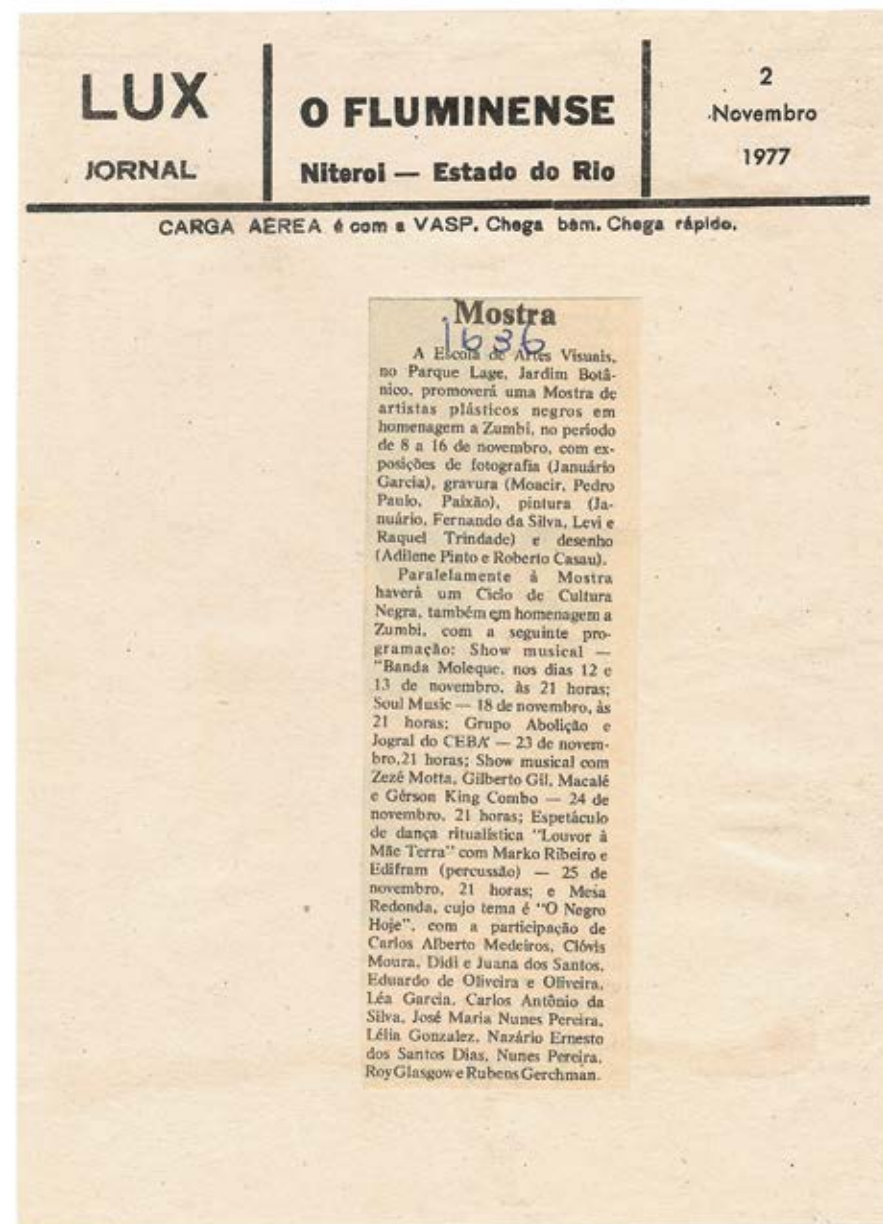 LUX
JORNAL
O FLUMINENSE
Niteroi — Estado do Rio
2
Novembro
1977
CARGA AÉREA é com a VASP. Chega bem. Chega rápido.
Mostra
1636
A Escola de Artes Visuais,
no Parque Lage, Jardim Botâ-
nico, promoverá uma Mostra de
artistas plásticos negros em
homenagem a Zumbi, no período
de 8 a 16 de novembro, com ex-
posições de fotografia (Januário
Garcia), gravura (Moacir, Pedro
Paulo, Paixão), pintura (Ja-
nuário, Fernando da Silva, Levi e
Raquel Trindade) e desenho
(Adilene Pinto e Roberto Casau).
Paralelamente à Mostra
haverá um Ciclo de Cultura
Negra, também em homenagem a
Zumbi, com a seguinte pro-
gramação: Show musical —
"Banda Moleque, nos dias 12 e
13 de novembro, às 21 horas;
Soul Music — 18 de novembro, às
21 horas; Grupo Abolição e
Jogral do CEBA' — 23 de novem-
bro,21 horas; Show musical com
Zezé Motta, Gilberto Gil, Macalé
e Gérson King Combo — 24 de
novembro, 21 horas; Espetáculo
de dança ritualística "Louvor à
Mãe Terra" com Marko Ribeiro e
Edifram (percussão) — 25 de
novembro, 21 horas; e Mesa
Redonda, cujo tema é "O Negro
Hoje", com a participação de
Carlos Alberto Medeiros, Clóvis
Moura, Didi e Juana dos Santos,
Eduardo de Oliveira e Oliveira,
Léa Garcia, Carlos Antônio da
Silva, José Maria Nunes Pereira,
Lélia Gonzalez, Nazário Ernesto
dos Santos Dias, Nunes Pereira,
Roy Glasgow e Rubens Gerchman.